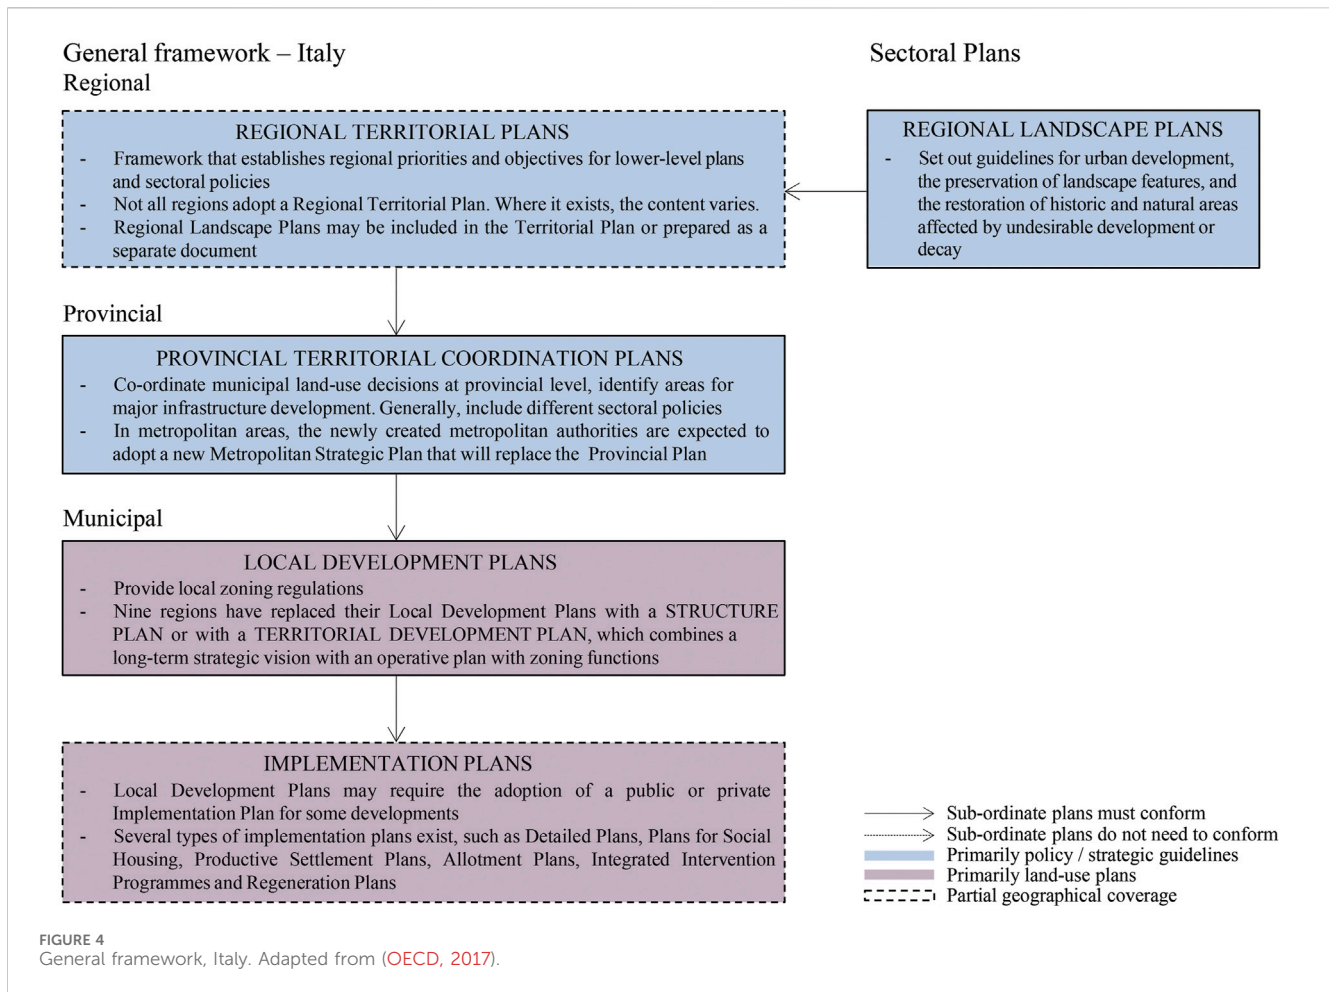 General framework – Italy
Regional
REGIONAL TERRITORIAL PLANS
- Framework that establishes regional priorities and objectives for lower-level plans
and sectoral policies
- Not all regions adopt a Regional Territorial Plan. Where it exists, the content varies.
- Regional Landscape Plans may be included in the Territorial Plan or prepared as a
separate document
Sectoral Plans
REGIONAL LANDSCAPE PLANS
- Set out guidelines for urban development,
the preservation of landscape features, and
the restoration of historic and natural areas
affected by undesirable development or
decay
Provincial
PROVINCIAL TERRITORIAL COORDINATION PLANS
- Co-ordinate municipal land-use decisions at provincial level, identify areas for
major infrastructure development. Generally, include different sectoral policies
- In metropolitan areas, the newly created metropolitan authorities are expected to
adopt a new Metropolitan Strategic Plan that will replace the Provincial Plan
Municipal
LOCAL DEVELOPMENT PLANS
- Provide local zoning regulations
- Nine regions have replaced their Local Development Plans with a STRUCTURE
PLAN or with a TERRITORIAL DEVELOPMENT PLAN, which combines a
long-term strategic vision with an operative plan with zoning functions
IMPLEMENTATION PLANS
- Local Development Plans may require the adoption of a public or private
Implementation Plan for some developments
- Several types of implementation plans exist, such as Detailed Plans, Plans for Social
Housing, Productive Settlement Plans, Allotment Plans, Integrated Intervention
Programmes and Regeneration Plans
Sub-ordinate plans must conform
Sub-ordinate plans do not need to conform
Primarily policy / strategic guidelines
Primarily land-use plans
Partial geographical coverage
FIGURE 4
General framework, Italy. Adapted from (OECD, 2017).